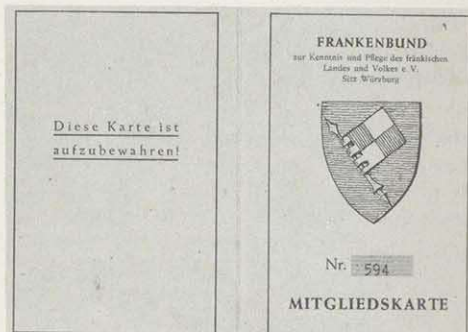 Diese Karte ist
aufzubewahren!
FRANKENBUND
zur Kenntnis und Pflege des fränkischen
Landes und Volkes e. V.
Sitz Würzburg
Nr. 594
MITGLIEDSKARTE